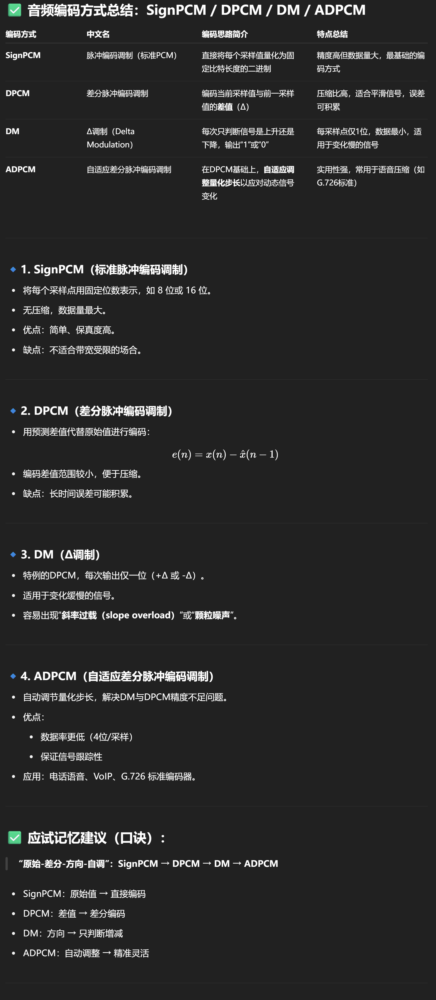 ✅ 音频编码方式总结：SignPCM / DPCM / DM / ADPCM
编码方式 中文名 编码思路简介 特点总结
SignPCM 脉冲编码调制（标准PCM） 直接将每个采样值量化为固 精度高但数据量大，最基础的编
定比特长度的二进制 码方式
DPCM 差分脉冲编码调制 编码当前采样值与前一采样 压缩比高，适合平滑信号，误差
值的差值（Δ） 可积累
DM Δ调制（Delta 每次只判断信号是上升还是 每采样点仅1位，数据最小，适
Modulation） 下降，输出“1”或“0” 用于变化慢的信号
ADPCM 自适应差分脉冲编码调制 在DPCM基础上，自适应调 实用性强，常用于语音压缩（如
整量化步长以应对动态信号 G.726标准）
变化
🔹 1. SignPCM（标准脉冲编码调制）
• 将每个采样点用固定位数表示，如 8 位或 16 位。
• 无压缩，数据量最大。
• 优点：简单、保真度高。
• 缺点：不适合带宽受限的场合。
🔹 2. DPCM（差分脉冲编码调制）
• 用预测差值代替原始值进行编码：
e(n) = x(n) − x̂(n − 1)
• 编码差值范围较小，便于压缩。
• 缺点：长时间误差可能积累。
🔹 3. DM（Δ调制）
• 特例的DPCM，每次输出仅一位（+Δ 或 -Δ）。
• 适用于变化缓慢的信号。
• 容易出现“斜率过载（slope overload）”或“颗粒噪声”。
🔹 4. ADPCM（自适应差分脉冲编码调制）
• 自动调节量化步长，解决DM与DPCM精度不足问题。
• 优点：
• 数据率更低（4位/采样）
• 保证信号跟踪性
• 应用：电话语音、VoIP、G.726 标准编码器。
✅ 应试记忆建议（口诀）：
“原始-差分-方向-自调”：SignPCM → DPCM → DM → ADPCM
• SignPCM：原始值 → 直接编码
• DPCM：差值 → 差分编码
• DM：方向 → 只判断增减
• ADPCM：自动调整 → 精准灵活